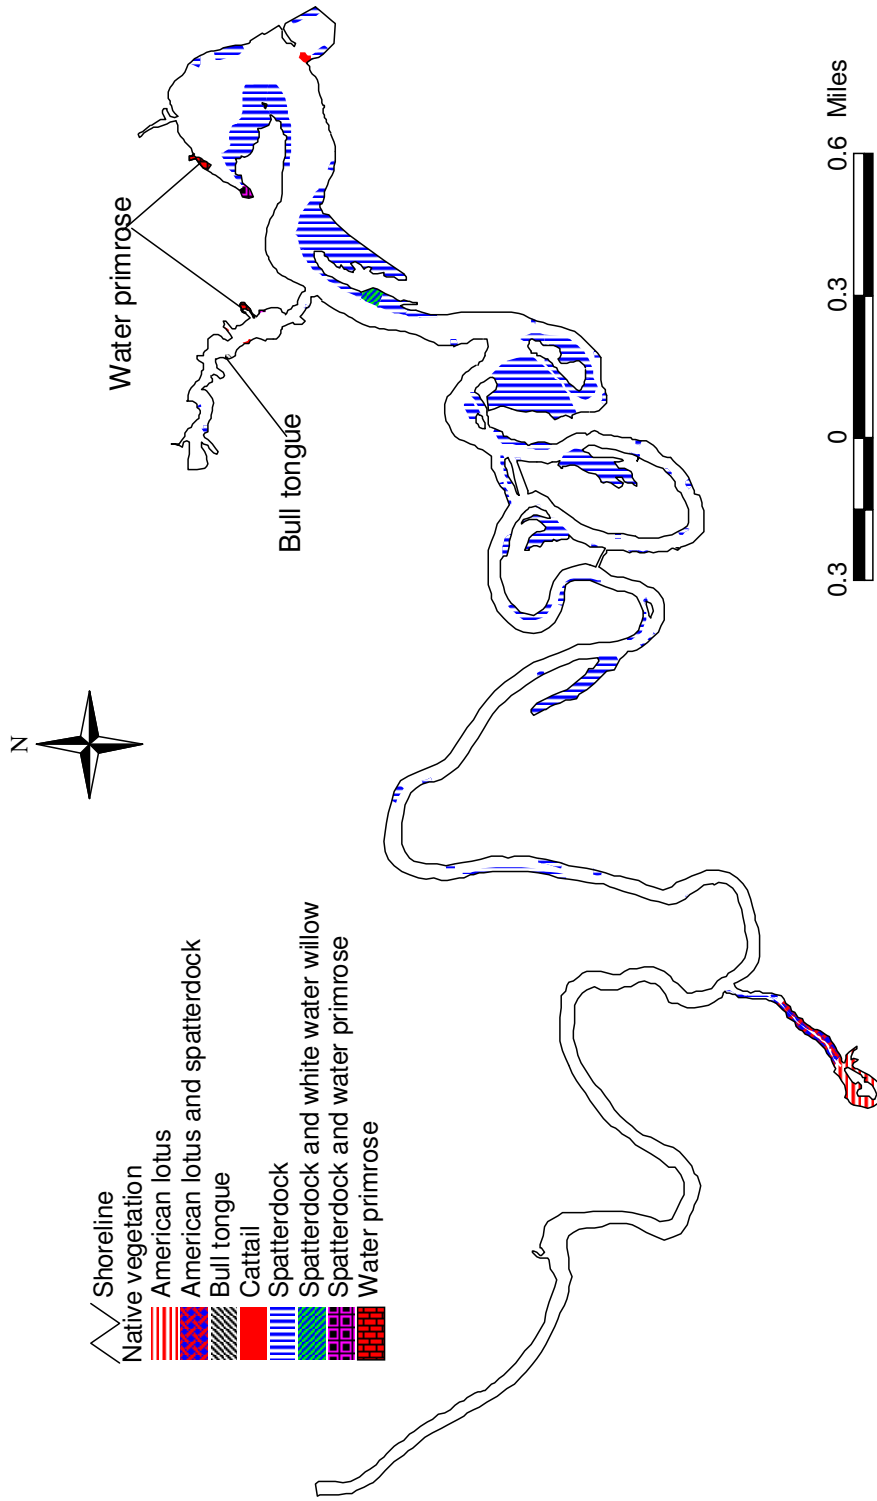 N
Shoreline
Native vegetation
American lotus
American lotus and spatterdock
Bull tongue
Cattail
Spatterdock
Spatterdock and white water willow
Spatterdock and water primrose
Water primrose
Water primrose
Bull tongue
0.3 0 0.3 0.6 Miles